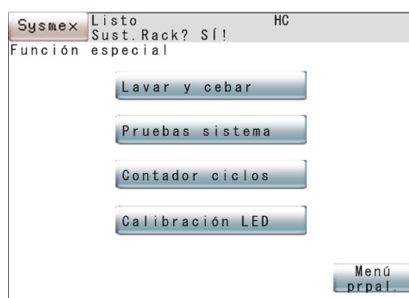 Sysmex Listo HC
Sust.Rack? SÍ!
Función especial
Lavar y cebar
Pruebas sistema
Contador ciclos
Calibración LED
Menú
prpal.